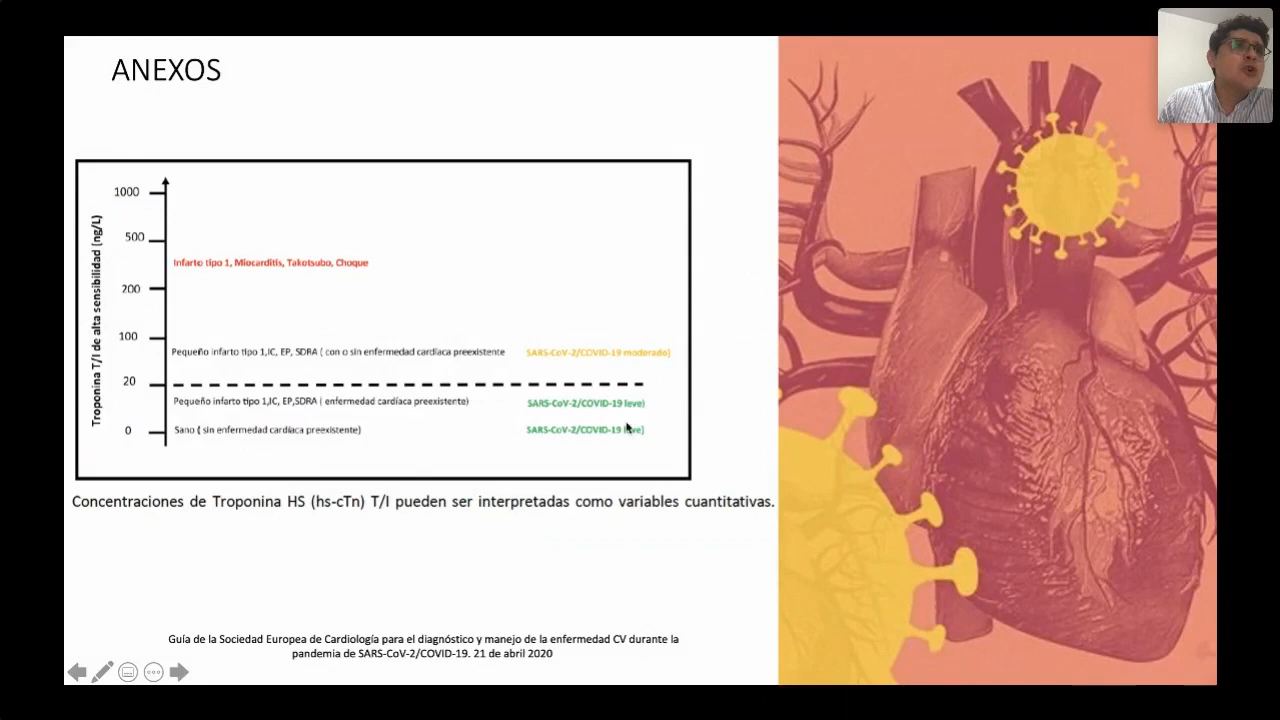 ANEXOS
Troponina T/I de alta sensibilidad (ng/L)
1000
500
Infarto tipo 1, Miocarditis, Takotsubo, Choque
200
100
Pequeño infarto tipo 1,IC, EP, SDRA ( con o sin enfermedad cardíaca preexistente SARS-CoV-2/COVID-19 moderado)
20
Pequeño infarto tipo 1,IC, EP,SDRA ( enfermedad cardíaca preexistente) SARS-CoV-2/COVID-19 leve)
0 Sano ( sin enfermedad cardíaca preexistente) SARS-CoV-2/COVID-19 leve)
Concentraciones de Troponina HS (hs-cTn) T/I pueden ser interpretadas como variables cuantitativas.
Guía de la Sociedad Europea de Cardiología para el diagnóstico y manejo de la enfermedad CV durante la
pandemia de SARS-CoV-2/COVID-19. 21 de abril 2020